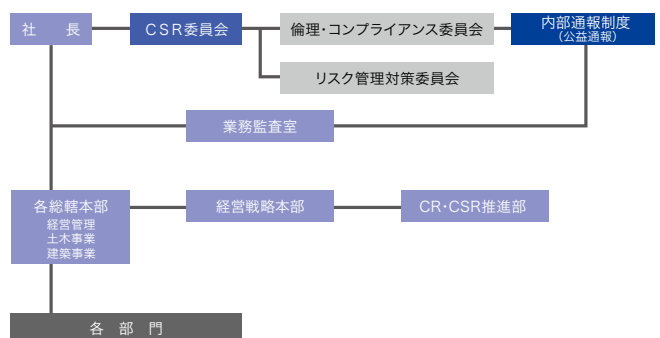 社　長
CSR委員会
倫理・コンプライアンス委員会
内部通報制度
(公益通報)
リスク管理対策委員会
業務監査室
各総轄本部
経営管理
土木事業
建築事業
経営戦略本部
CR・CSR推進部
各　部　門